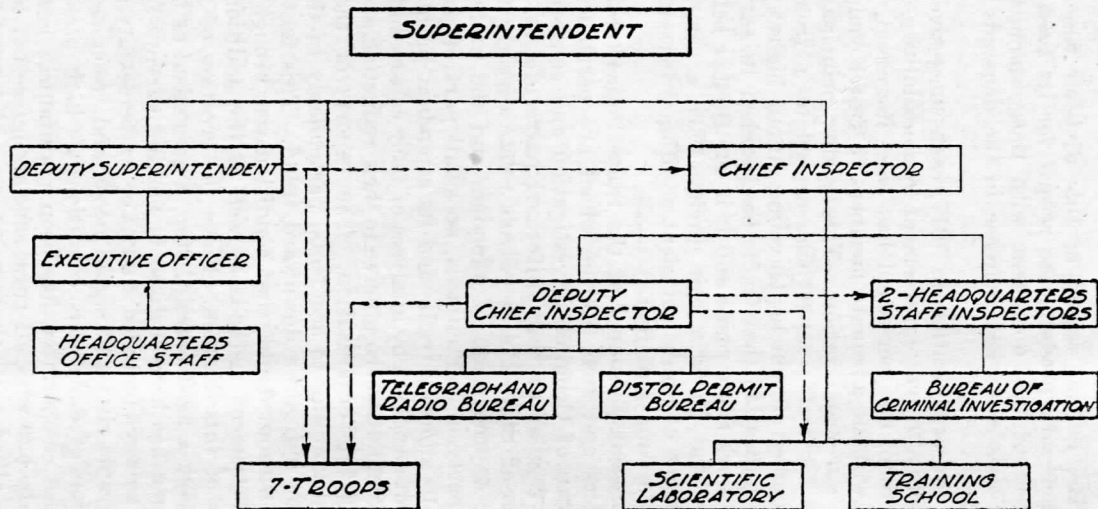 SUPERINTENDENT
DEPUTY SUPERINTENDENT
CHIEF INSPECTOR
EXECUTIVE OFFICER
DEPUTY
CHIEF INSPECTOR
2-HEADQUARTERS
STAFF INSPECTORS
HEADQUARTERS
OFFICE STAFF
TELEGRAPH AND
RADIO BUREAU
PISTOL PERMIT
BUREAU
BUREAU OF
CRIMINAL INVESTIGATION
7-TROOPS
SCIENTIFIC
LABORATORY
TRAINING
SCHOOL